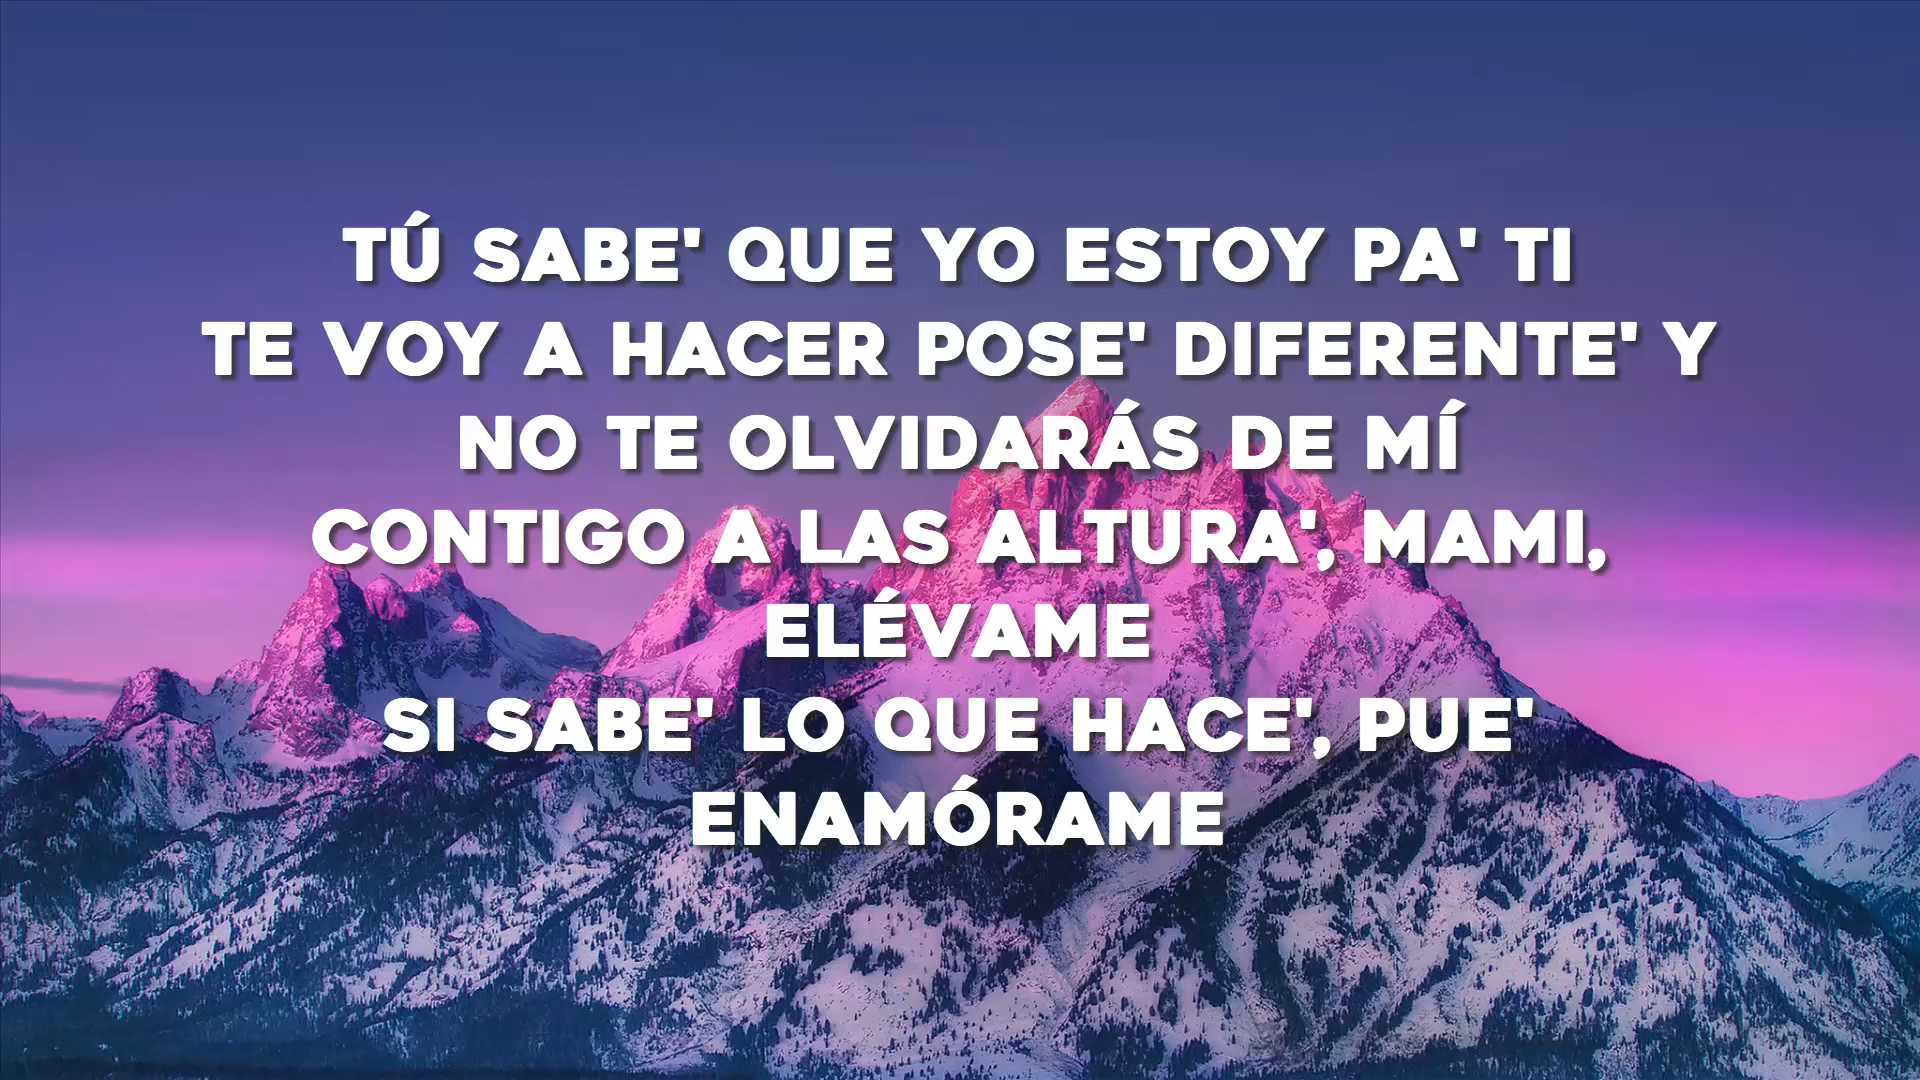 TÚ SABE' QUE YO ESTOY PA' TI
TE VOY A HACER POSE' DIFERENTE' Y
NO TE OLVIDARÁS DE MÍ
CONTIGO A LAS ALTURA', MAMI,
ELÉVAME
SI SABE' LO QUE HACE', PUE'
ENAMÓRAME